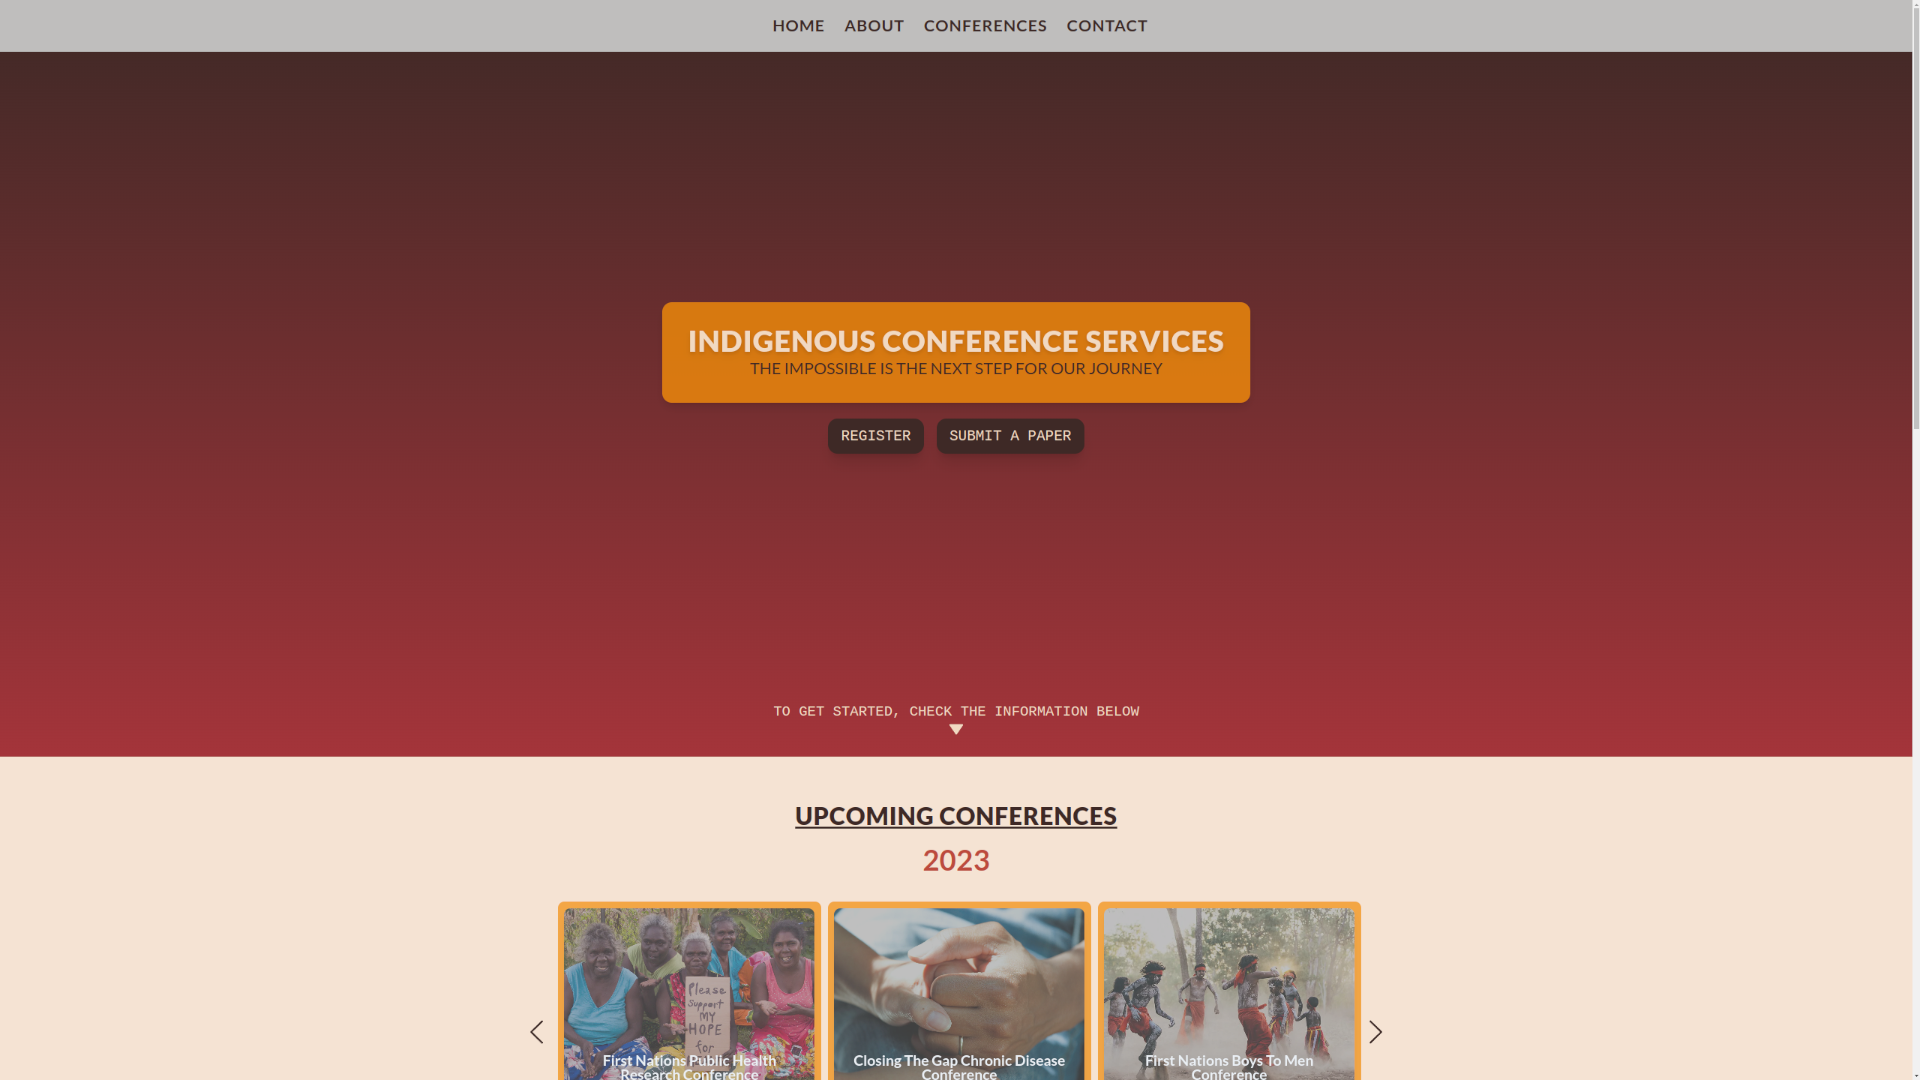 HOME ABOUT CONFERENCES CONTACT
INDIGENOUS CONFERENCE SERVICES
THE IMPOSSIBLE IS THE NEXT STEP FOR OUR JOURNEY
REGISTER SUBMIT A PAPER
TO GET STARTED, CHECK THE INFORMATION BELOW
UPCOMING CONFERENCES
2023
Please
Support
MY
HOPE
for
First Nations Public Health
Research Conference
Closing The Gap Chronic Disease
Conference
First Nations Boys To Men
Conference